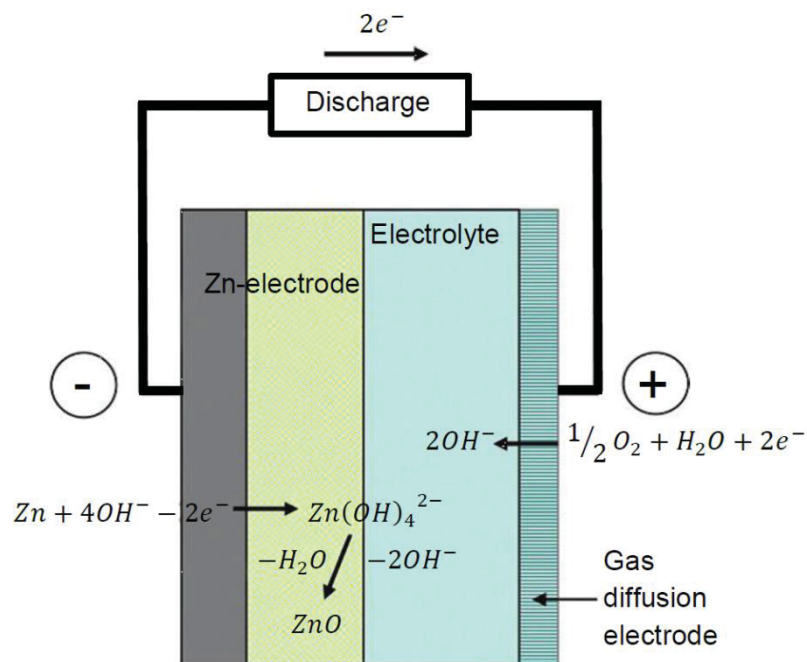 2e⁻
Discharge
Electrolyte
Zn-electrode
-
+
2OH⁻
1/2 O₂ + H₂O + 2e⁻
Zn + 4OH⁻ − 2e⁻
Zn(OH)₄²⁻
−H₂O
−2OH⁻
ZnO
Gas
diffusion
electrode